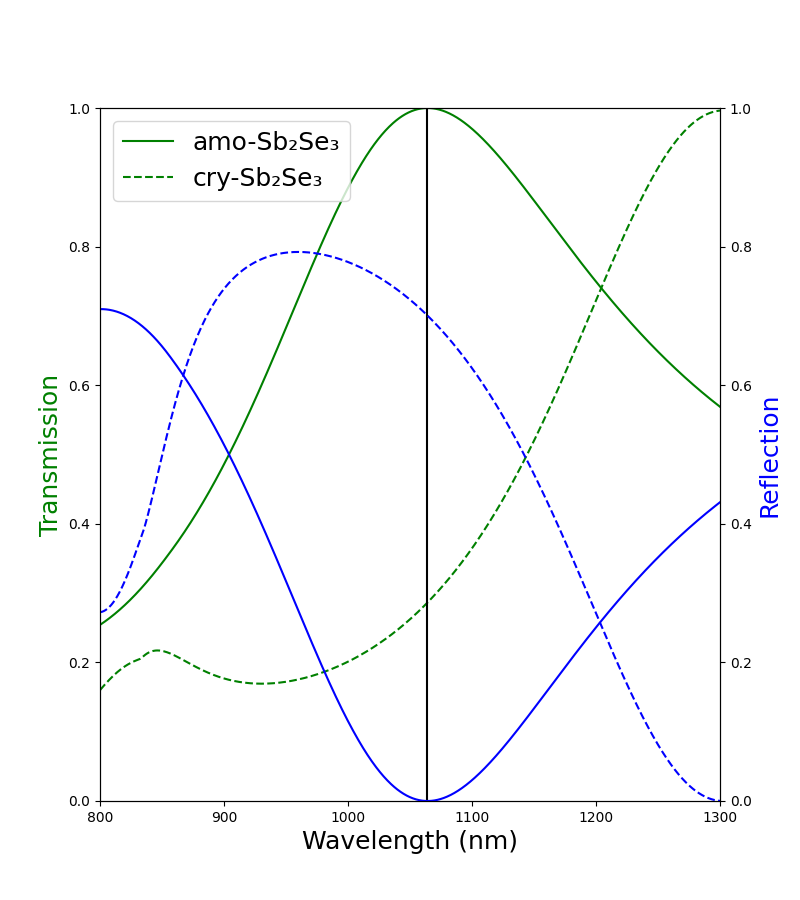 amo-Sb₂Se₃
cry-Sb₂Se₃
Transmission
1.0
0.8
0.6
0.4
0.2
0.0
1.0
0.8
0.6
0.4
0.2
0.0
Reflection
800 900 1000 1100 1200 1300
Wavelength (nm)